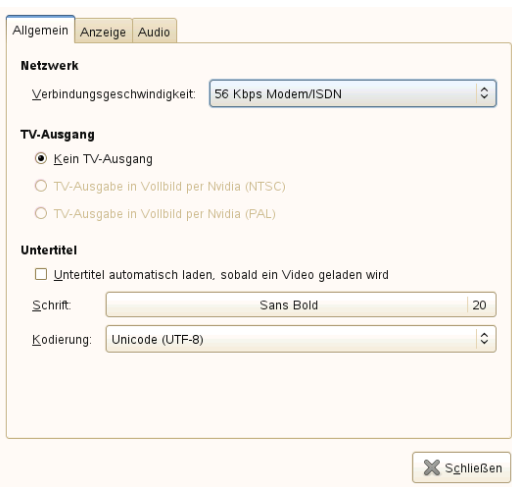 Allgemein Anzeige Audio
Netzwerk
Verbindungsgeschwindigkeit: 56 Kbps Modem/ISDN
TV-Ausgang
Kein TV-Ausgang
TV-Ausgabe in Vollbild per Nvidia (NTSC)
TV-Ausgabe in Vollbild per Nvidia (PAL)
Untertitel
Untertitel automatisch laden, sobald ein Video geladen wird
Schrift: Sans Bold 20
Kodierung: Unicode (UTF-8)
Schließen